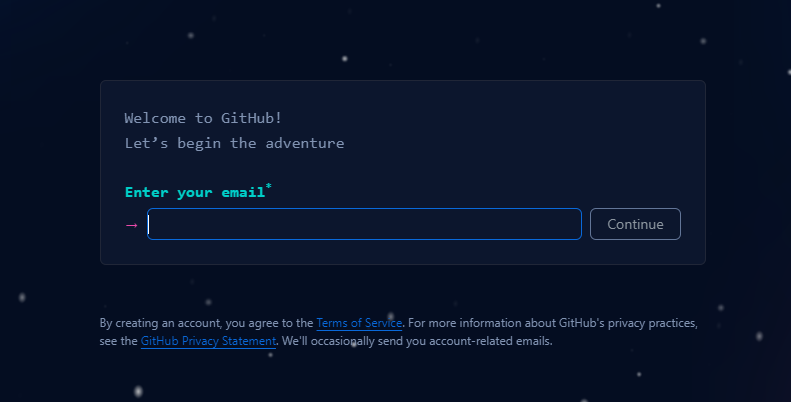 Welcome to GitHub!
Let’s begin the adventure
Enter your email*
→
Continue
By creating an account, you agree to the Terms of Service. For more information about GitHub's privacy practices,
see the GitHub Privacy Statement. We'll occasionally send you account-related emails.